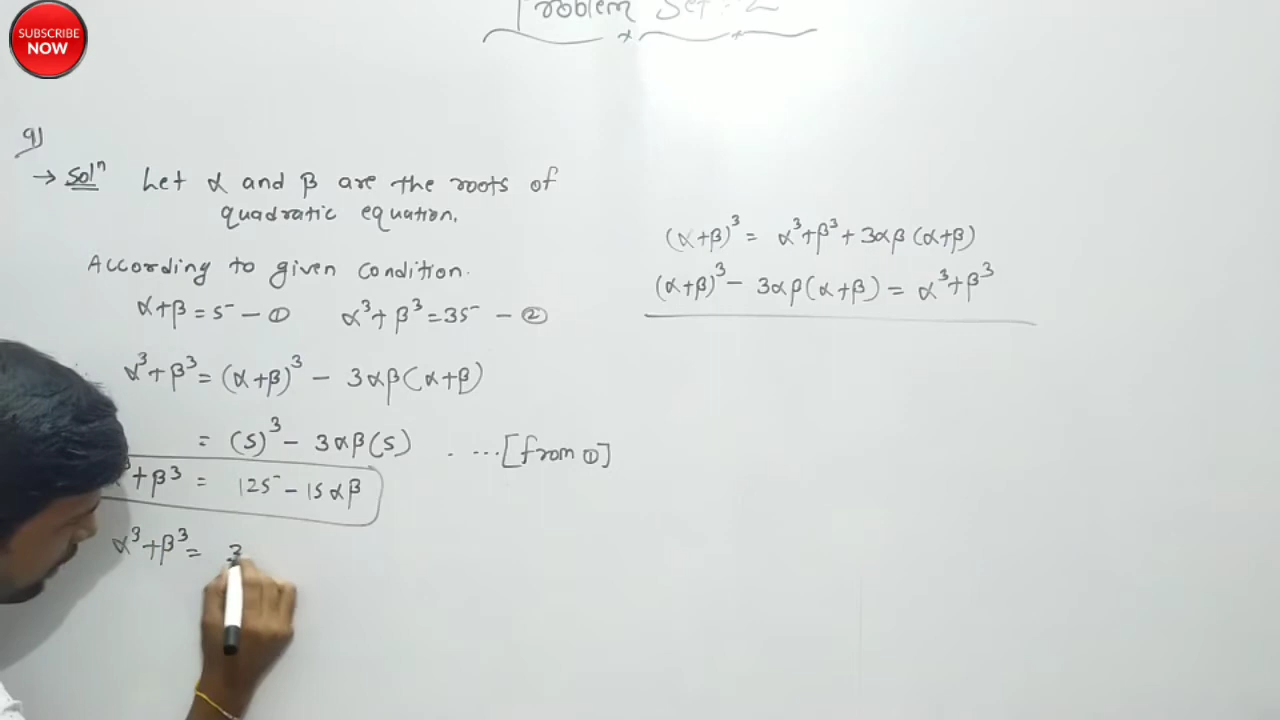 SUBSCRIBE
NOW
Problem Set: 2
9)
→ Solⁿ Let α and β are the roots of
quadratic equation.
According to given condition.
α+β = 5 — ① α³+ β³ = 35 — ②
α³+ β³ = (α+β)³ − 3αβ(α+β)
= (5)³ − 3αβ(5) . ...[from ①]
+ β³ = 125 − 15αβ
α³+β³ = 3
(α+β)³ = α³+β³ + 3αβ(α+β)
(α+β)³ − 3αβ(α+β) = α³+β³